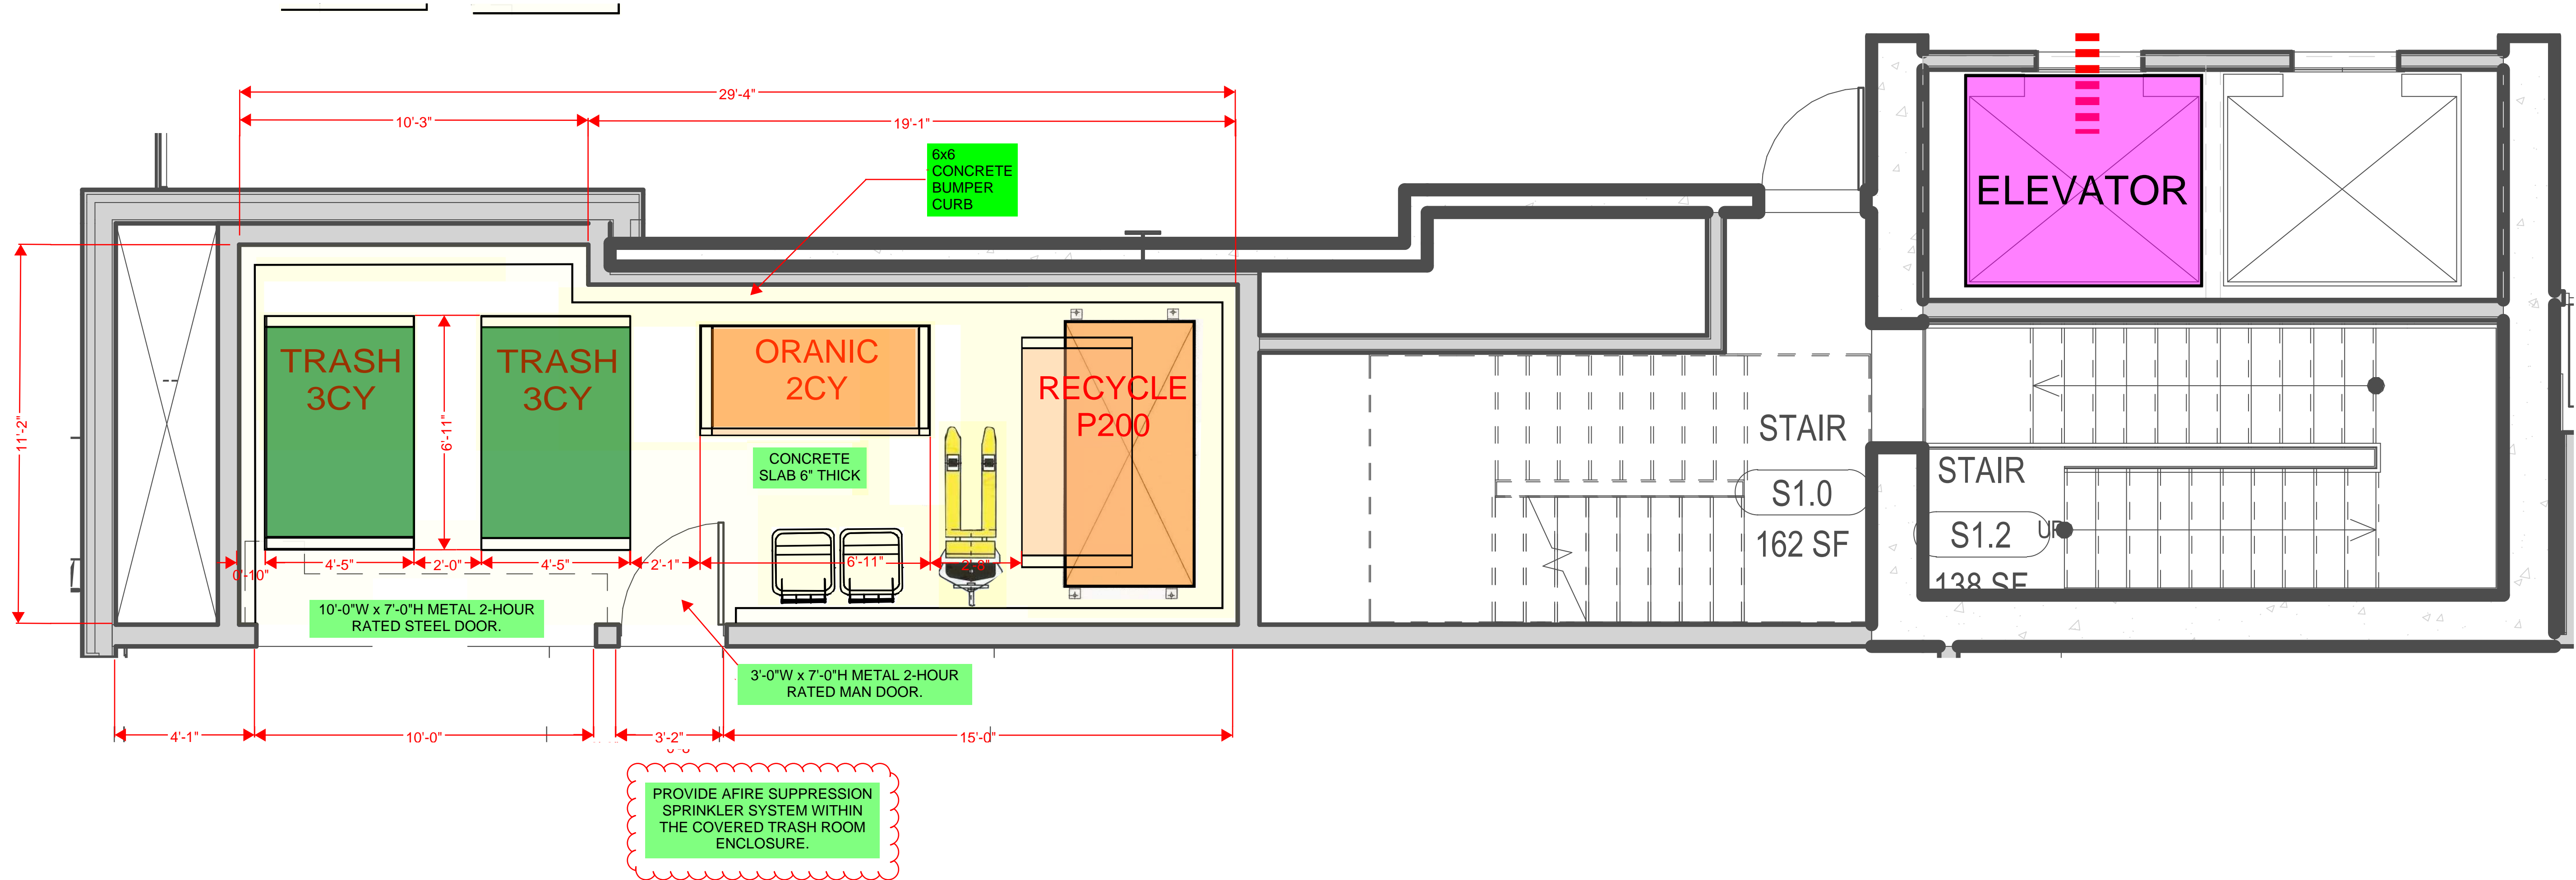 29'-4"
10'-3"
19'-1"
6x6
CONCRETE
BUMPER
CURB
ELEVATOR
11'-2"
TRASH
3CY
6'-11"
TRASH
3CY
ORANIC
2CY
RECYCLE
P200
CONCRETE
SLAB 6" THICK
STAIR
S1.0
162 SF
STAIR
S1.2
UP
138 SF
0'-10"
4'-5"
2'-0"
4'-5"
2'-1"
6'-11"
10'-0"W x 7'-0"H METAL 2-HOUR
RATED STEEL DOOR.
3'-0"W x 7'-0"H METAL 2-HOUR
RATED MAN DOOR.
4'-1"
10'-0"
3'-2"
15'-0"
PROVIDE AFIRE SUPPRESSION
SPRINKLER SYSTEM WITHIN
THE COVERED TRASH ROOM
ENCLOSURE.